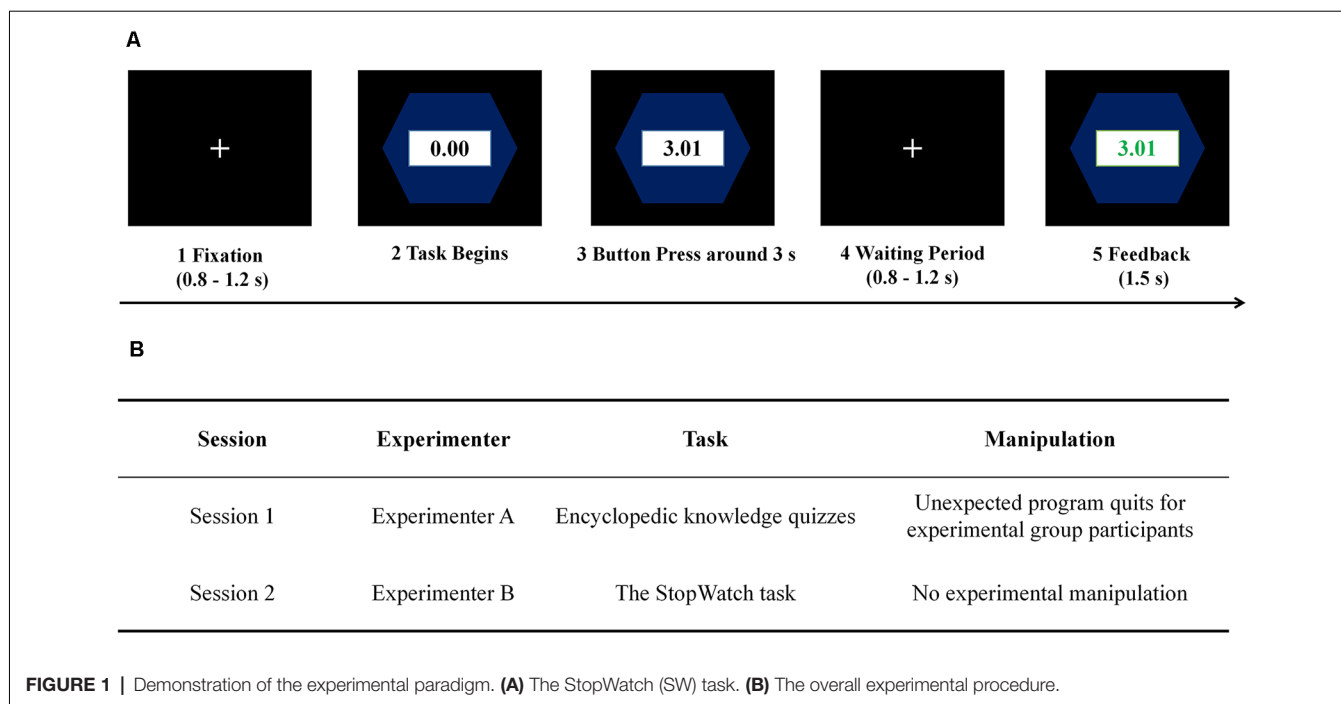 A
+
0.00
3.01
+
3.01
1 Fixation
(0.8 - 1.2 s)
2 Task Begins
3 Button Press around 3 s
4 Waiting Period
(0.8 - 1.2 s)
5 Feedback
(1.5 s)
B
Session Experimenter Task Manipulation
Session 1 Experimenter A Encyclopedic knowledge quizzes Unexpected program quits for
experimental group participants
Session 2 Experimenter B The StopWatch task No experimental manipulation
FIGURE 1 | Demonstration of the experimental paradigm. (A) The StopWatch (SW) task. (B) The overall experimental procedure.